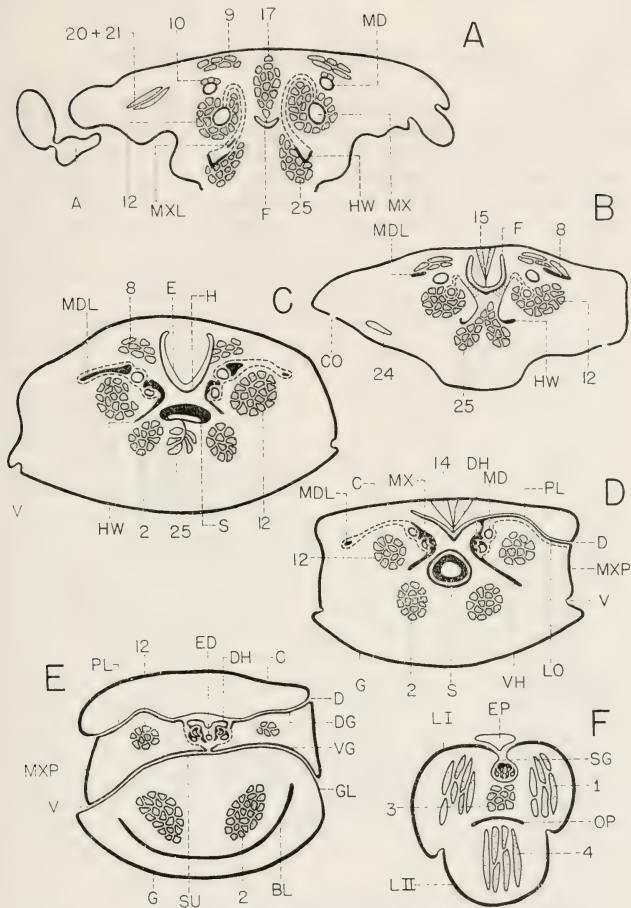 20+21 10 9 17 MD A
A 12 MXL F 25 HW MX
B
MDL 15 F 8
CO 24 25 HW 12
C
MDL 8 E H
V HW 2 25 S 12
D
14 DH
C MX MD PL
MDL
12
D
MXP
V
G 2 S VH LO
E
12 ED
PL DH C
D
DG
VG
MXP
V
GL
G SU 2 BL
F
LI EP
SG
1
3
OP
4
LII